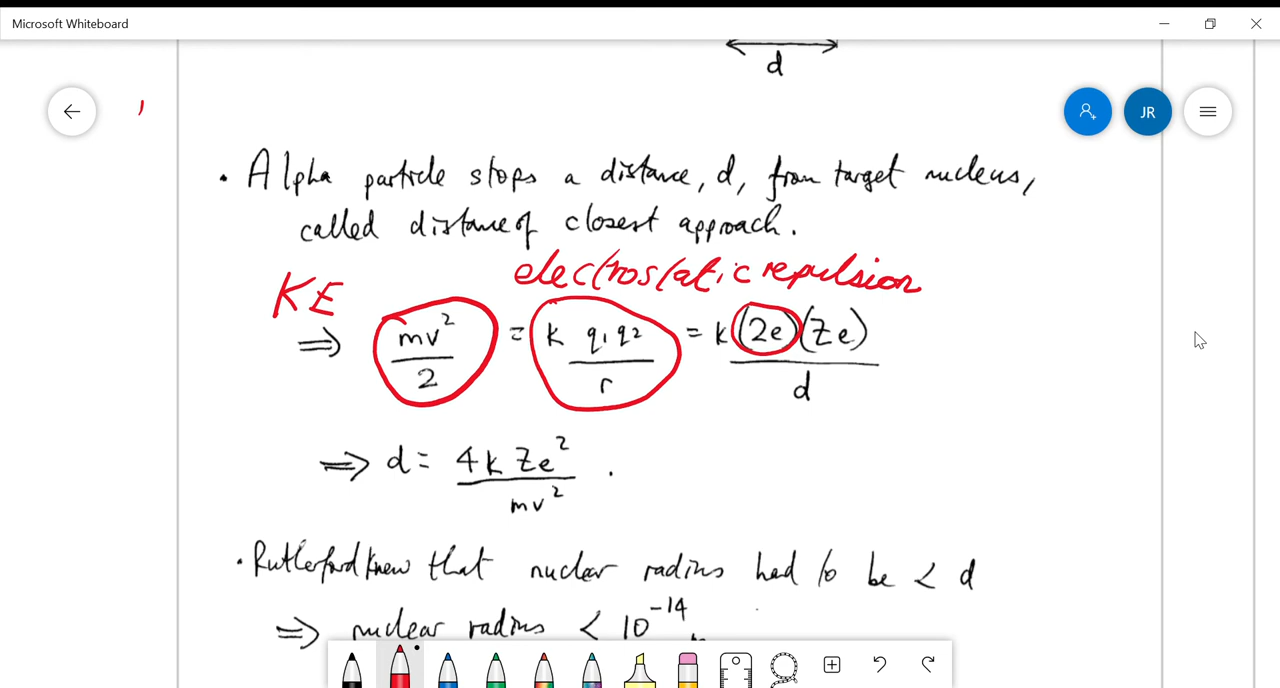 Microsoft Whiteboard
d
JR
• Alpha particle stops a distance, d, from target nucleus,
called distance of closest approach.
KE electrostatic repulsion
⇒ mv²/2 = k q₁q₂/r = k(2e)(Ze)/d
⇒ d = 4kZe²/mv² .
• Rutherford knew that nuclear radius had to be < d
⇒ nuclear radius < 10⁻¹⁴